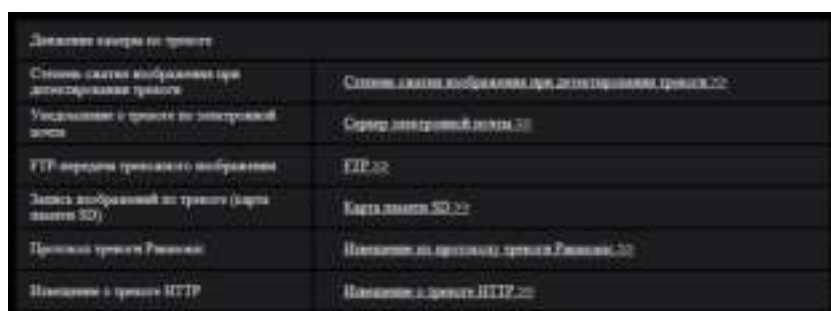 Движение камеры по тревоге
Степень сжатия изображения при
детектировании тревоги
Степень сжатия изображения при детектировании тревоги >>
Уведомление о тревоге по электронной
почте
Сервер электронной почты >>
FTP-передача тревожного изображения
FTP >>
Запись изображений по тревоге (карта
памяти SD)
Карта памяти SD >>
Протокол тревоги Panasonic
Извещение по протоколу тревоги Panasonic >>
Извещение о тревоге HTTP
Извещение о тревоге HTTP >>